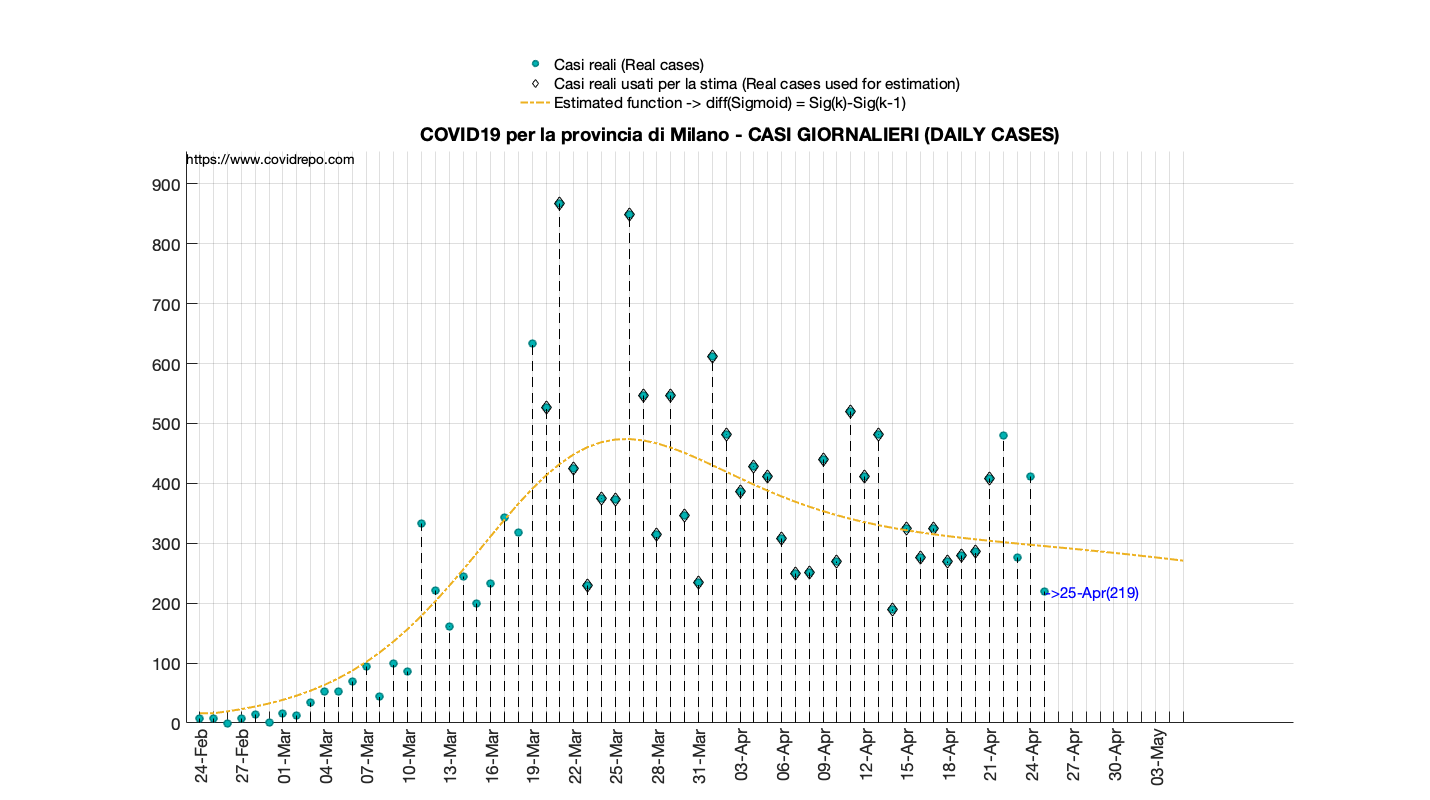 Casi reali (Real cases)
Casi reali usati per la stima (Real cases used for estimation)
Estimated function -> diff(Sigmoid) = Sig(k)-Sig(k-1)
COVID19 per la provincia di Milano - CASI GIORNALIERI (DAILY CASES)
https://www.covidrepo.com
900
800
700
600
500
400
300
200
100
0
->25-Apr(219)
24-Feb
27-Feb
01-Mar
04-Mar
07-Mar
10-Mar
13-Mar
16-Mar
19-Mar
22-Mar
25-Mar
28-Mar
31-Mar
03-Apr
06-Apr
09-Apr
12-Apr
15-Apr
18-Apr
21-Apr
24-Apr
27-Apr
30-Apr
03-May